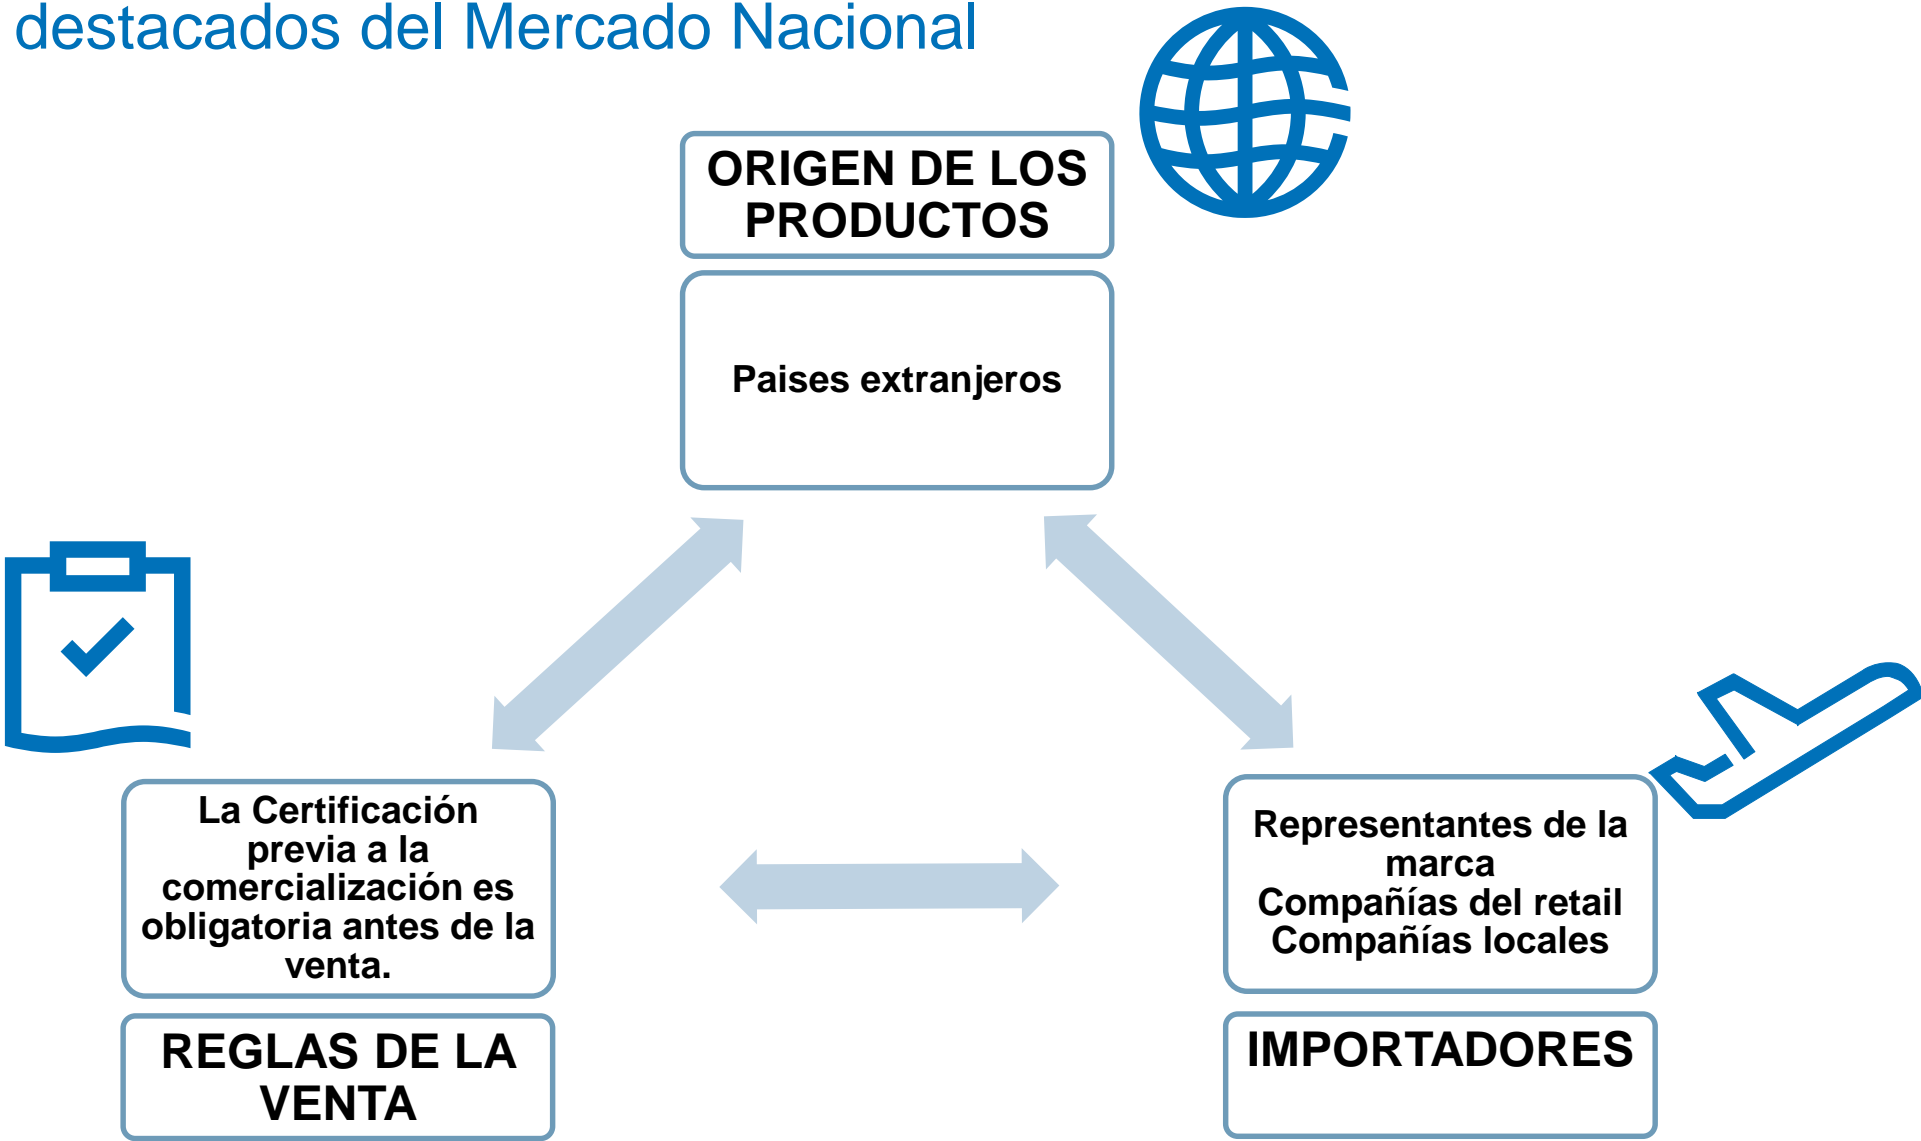 destacados del Mercado Nacional
ORIGEN DE LOS
PRODUCTOS
Paises extranjeros
La Certificación
previa a la
comercialización es
obligatoria antes de la
venta.
REGLAS DE LA
VENTA
Representantes de la
marca
Compañías del retail
Compañías locales
IMPORTADORES